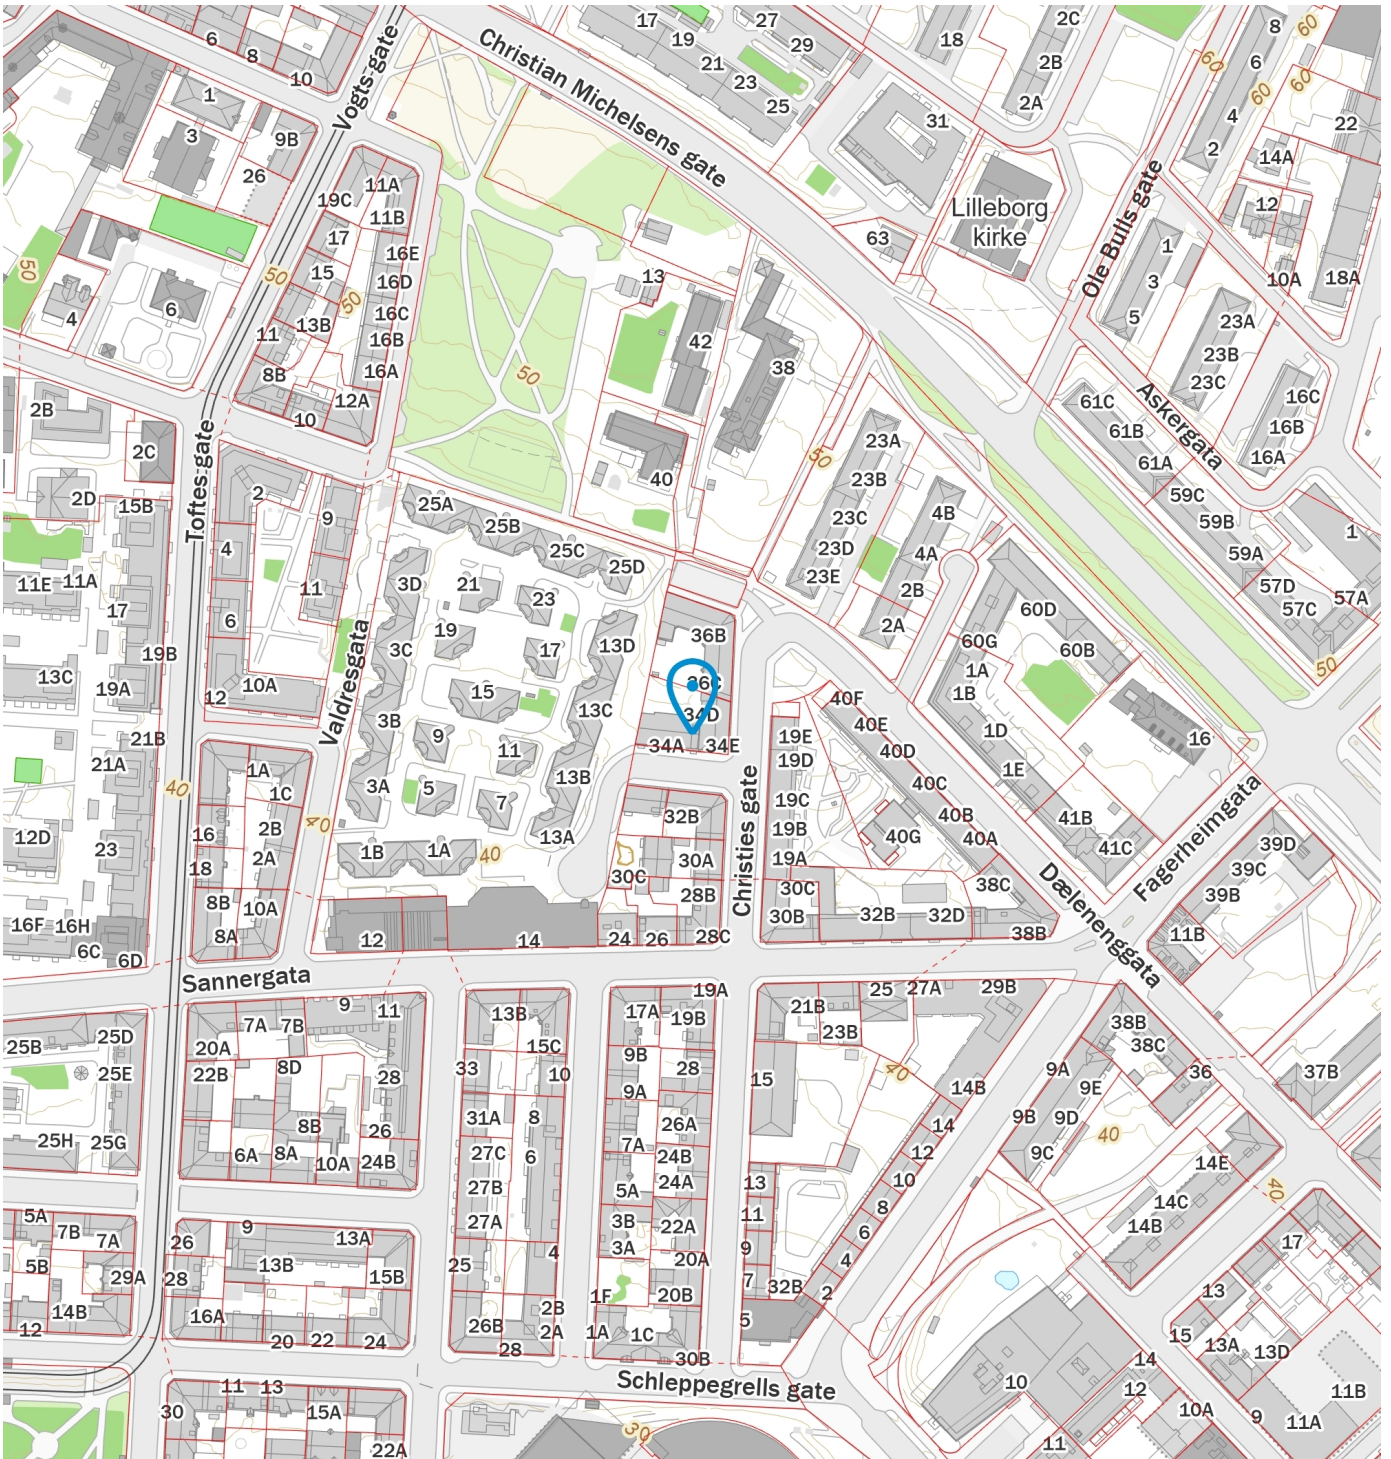 17
27
2C
8
60
6
19
29
18
2B
6
60
8
21
10
23
25
2A
4
60
60
1
Vogts gate
Christian Michelsens gate
31
22
3
9B
2
14A
26
11A
19C
11B
Lilleborg
kirke
12
Ole Bulls gate
17
16E
63
1
50
15
50
16D
13
3
10A
18A
4
6
50
16C
5
23A
11
13B
16B
42
23B
8B
16A
50
38
23C
Askergata
16C
2B
12A
10
61C
16B
61B
2C
Toftes gate
23A
50
61A
16A
2D
15B
2
9
25A
40
23B
59C
25B
23C
4B
59B
1
4
25C
23D
4A
59A
11E
11A
3D
21
25D
23E
2B
57D
17
11
23
60D
57C
57A
6
19
13D
36B
2A
60G
60B
19B
3C
17
1A
50
13C
19A
12
10A
15
36C
1B
Valdresgata
13C
34D
40F
21B
3B
9
34A
34E
19E
40E
1D
16
21A
1A
11
19D
40D
1C
3A
5
13B
40C
1E
40
Christies gate
19C
12D
16
2B
40
7
32B
19B
40B
41B
23
2A
13A
40G
40A
41C
Fagerheimgata
39D
18
1B
1A
40
30A
19A
39C
8B
30C
28B
30C
38C
39B
16F
16H
10A
30B
32B
32D
Dælenenggata
6C
8A
12
14
24
26
28C
38B
11B
6D
Sannergata
9
11
19A
21B
25
27A
29B
7A
7B
13B
17A
19B
23B
38B
25B
25D
20A
15C
9B
38C
25E
22B
8D
28
33
10
9A
28
15
40
14B
9A
9E
36
37B
31A
8
26A
14
9B
9D
25H
25G
8B
26
27C
6
7A
24B
12
40
6A
8A
10A
24B
27B
5A
24A
13
10
9C
14E
40
5A
7B
7A
26
9
13A
27A
3B
22A
11
8
14C
5B
13B
3A
20A
9
6
14B
17
29A
28
15B
25
4
7
32B
4
13
14B
16A
1F
20B
2
12
20
22
24
26B
2B
2A
1A
1C
5
15
13A
13D
28
30B
14
Schleppegrells gate
11
13
10
12
11B
30
15A
10A
9
11A
22A
30
11